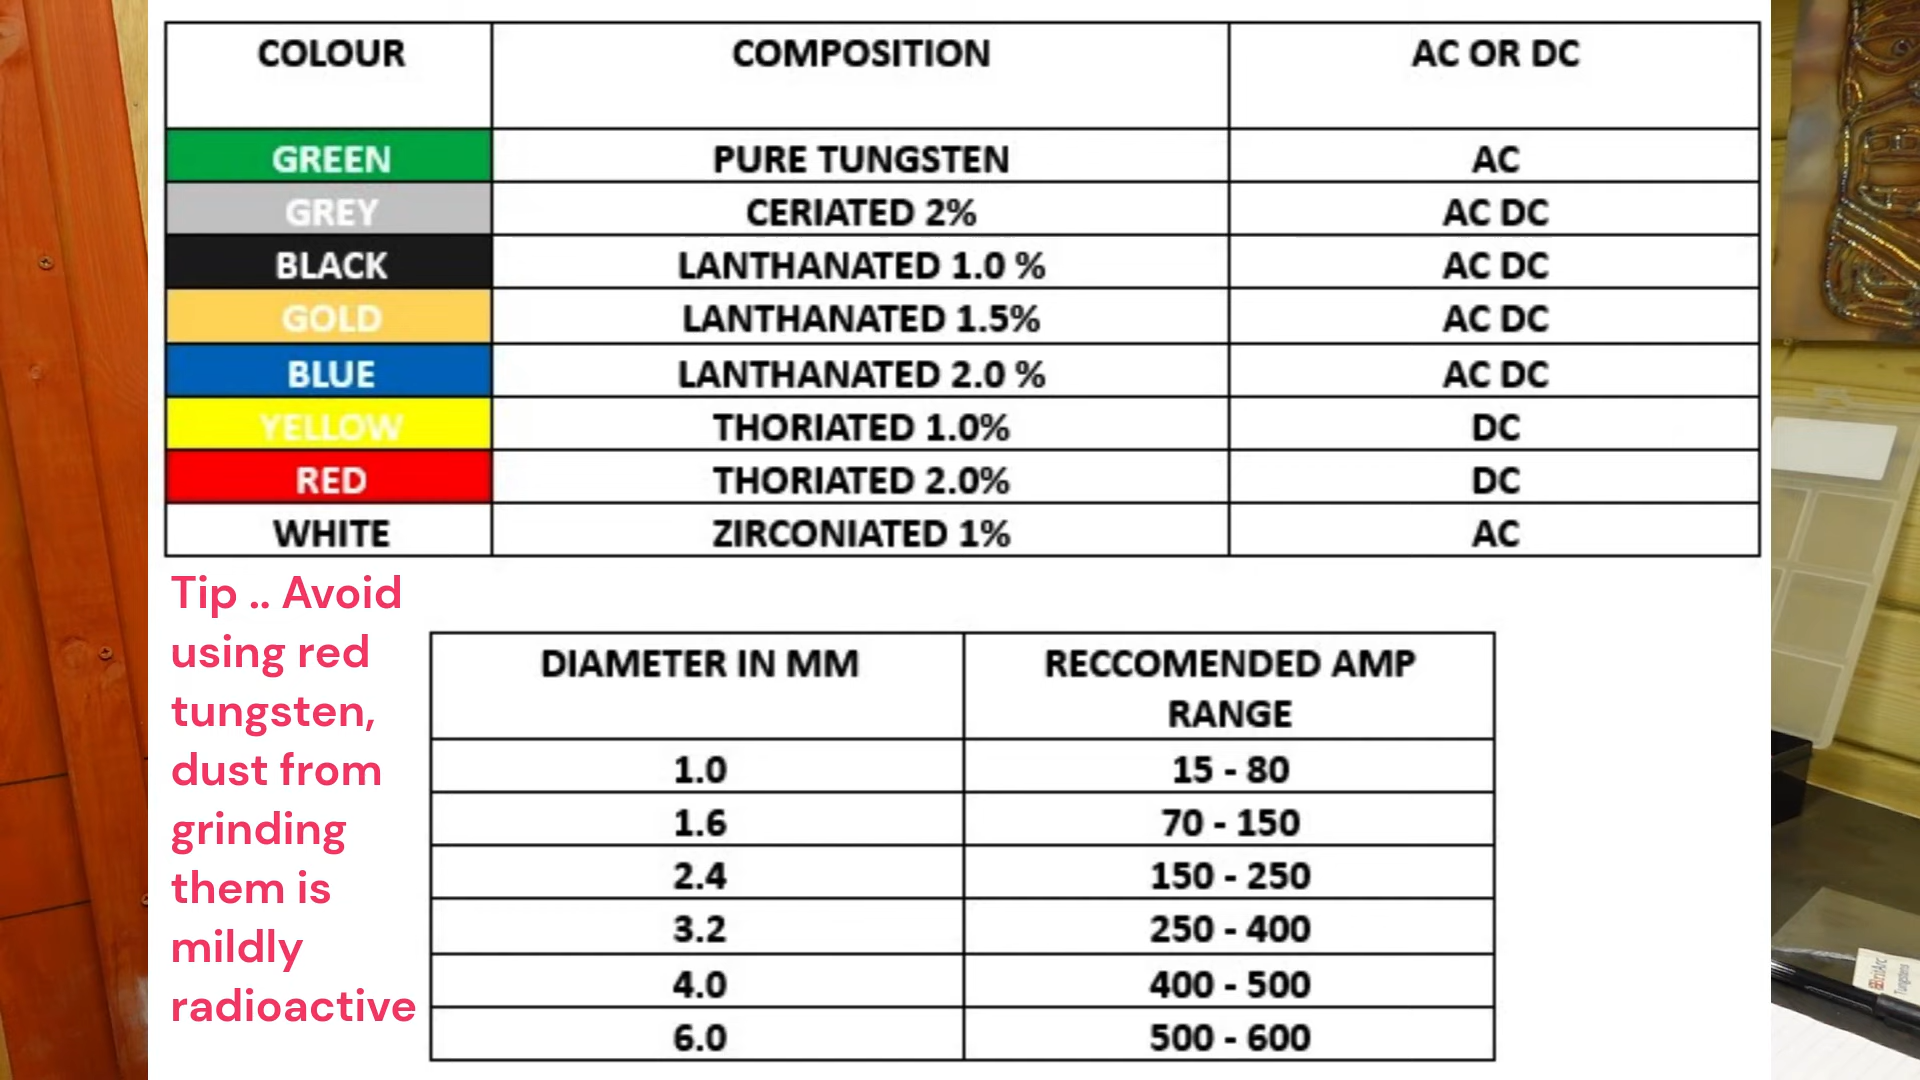 COLOUR COMPOSITION AC OR DC
GREEN PURE TUNGSTEN AC
GREY CERIATED 2% AC DC
BLACK LANTHANATED 1.0 % AC DC
GOLD LANTHANATED 1.5% AC DC
BLUE LANTHANATED 2.0 % AC DC
YELLOW THORIATED 1.0% DC
RED THORIATED 2.0% DC
WHITE ZIRCONIATED 1% AC
Tip .. Avoid
using red
tungsten,
dust from
grinding
them is
mildly
radioactive
DIAMETER IN MM RECCOMENDED AMP
RANGE
1.0 15 - 80
1.6 70 - 150
2.4 150 - 250
3.2 250 - 400
4.0 400 - 500
6.0 500 - 600
Tungstens